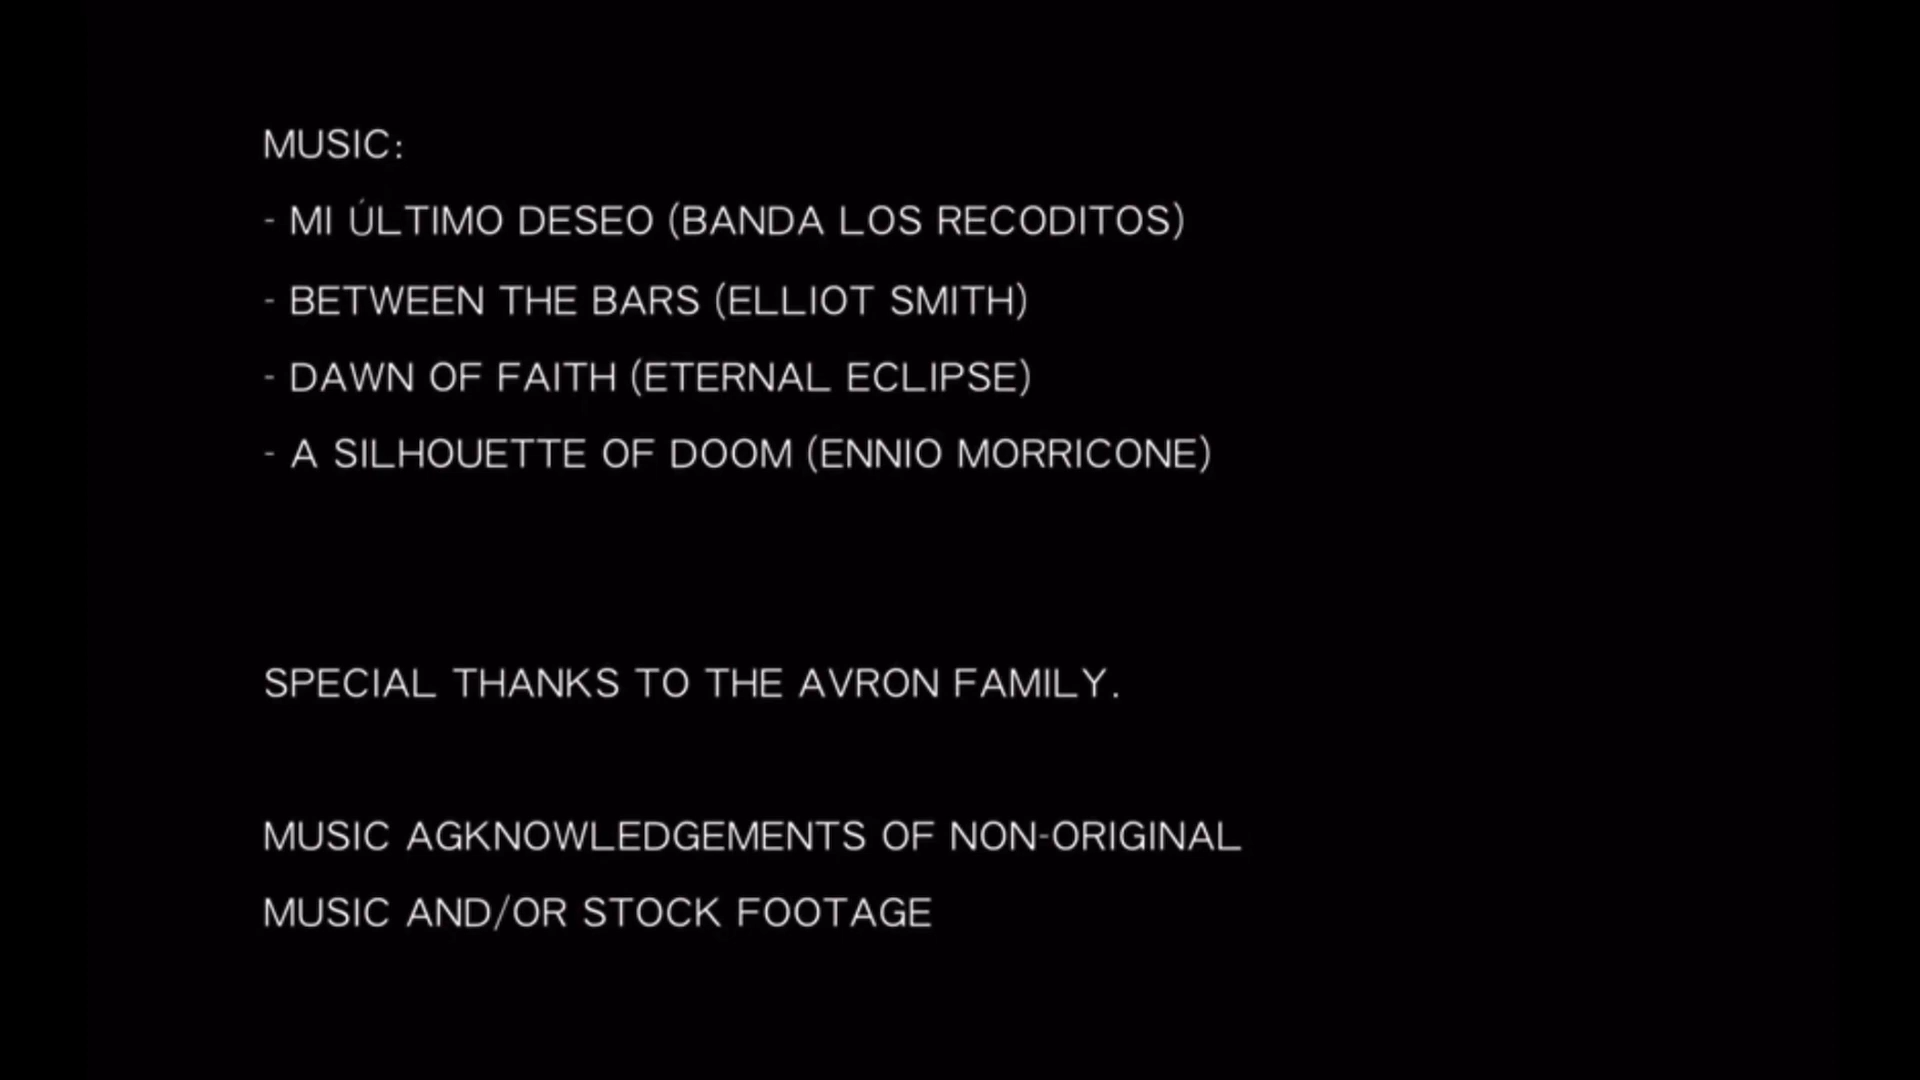 MUSIC:
- MI ÚLTIMO DESEO (BANDA LOS RECODITOS)
- BETWEEN THE BARS (ELLIOT SMITH)
- DAWN OF FAITH (ETERNAL ECLIPSE)
- A SILHOUETTE OF DOOM (ENNIO MORRICONE)
SPECIAL THANKS TO THE AVRON FAMILY.
MUSIC AGKNOWLEDGEMENTS OF NON-ORIGINAL
MUSIC AND/OR STOCK FOOTAGE